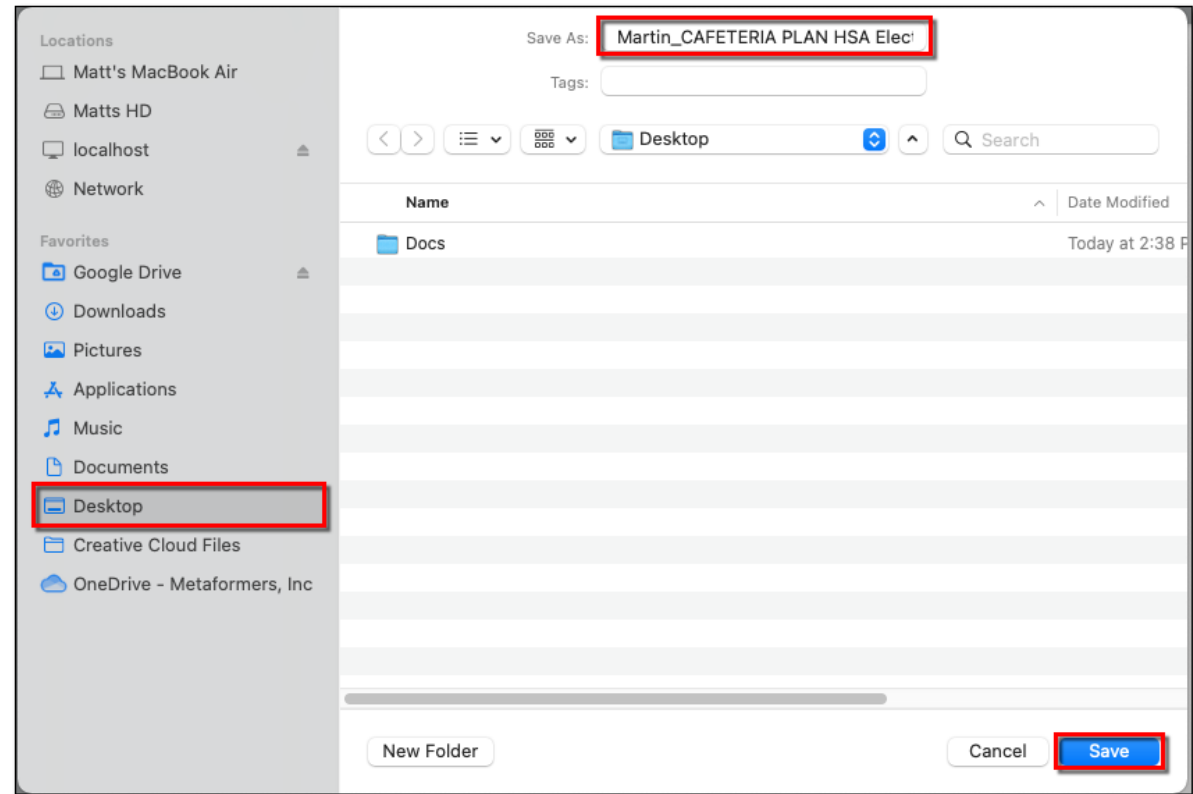 Locations
Matt's MacBook Air
Matts HD
localhost
Network
Favorites
Google Drive
Downloads
Pictures
Applications
Music
Documents
Desktop
Creative Cloud Files
OneDrive - Metaformers, Inc
Save As: Martin_CAFETERIA PLAN HSA Elec
Tags:
Desktop
Search
Name Date Modified
Docs Today at 2:38
New Folder Cancel Save